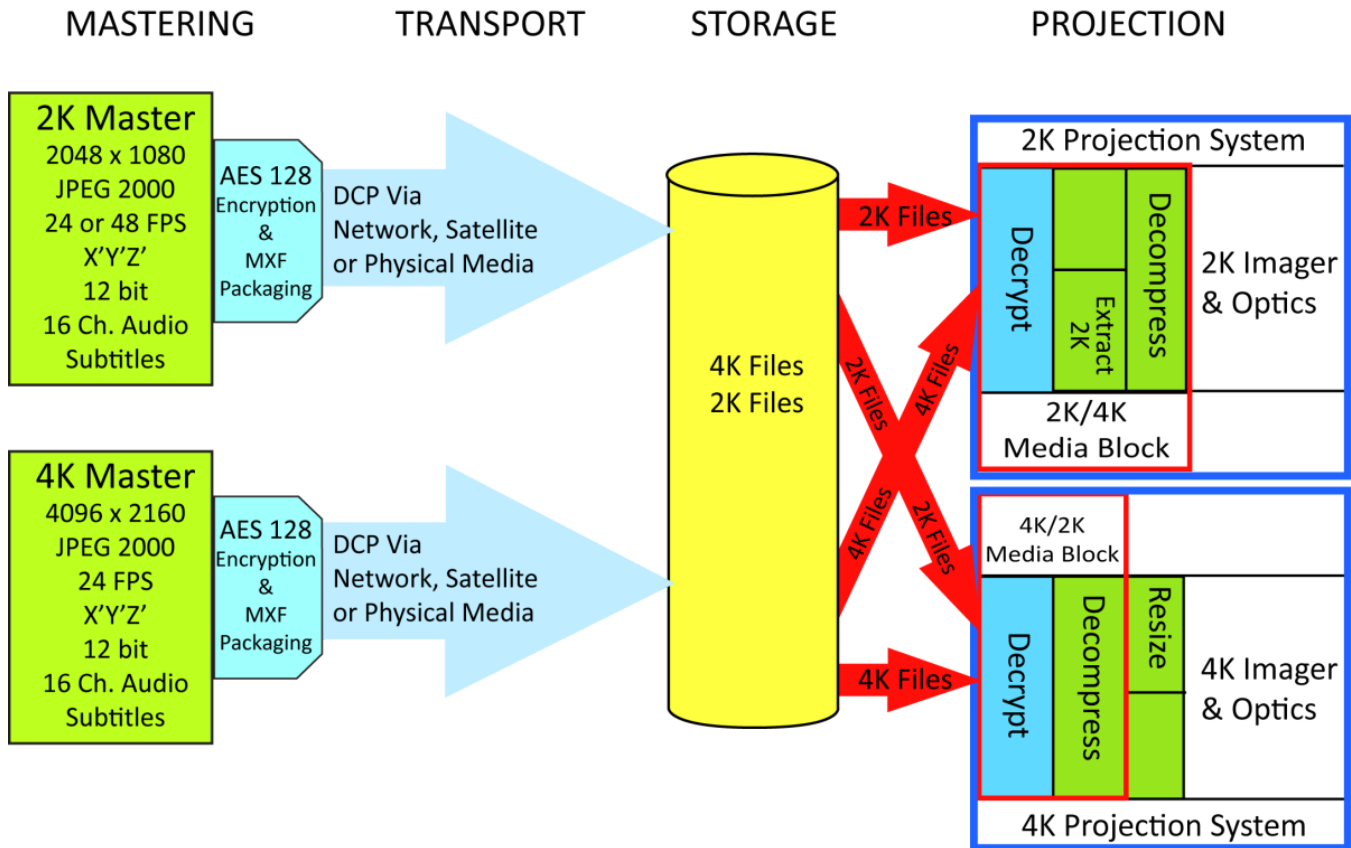 MASTERING
TRANSPORT
STORAGE
PROJECTION
2K Master
2048 x 1080
JPEG 2000
24 or 48 FPS
X'Y'Z'
12 bit
16 Ch. Audio
Subtitles
AES 128
Encryption
&
MXF
Packaging
DCP Via
Network, Satellite
or Physical Media
4K Master
4096 x 2160
JPEG 2000
24 FPS
X'Y'Z'
12 bit
16 Ch. Audio
Subtitles
AES 128
Encryption
&
MXF
Packaging
DCP Via
Network, Satellite
or Physical Media
4K Files
2K Files
2K Files
2K Files
4K Files
4K Files
2K Files
4K Files
2K Projection System
Decrypt
Extract
2K
Decompress
2K Imager
& Optics
2K/4K
Media Block
4K/2K
Media Block
Decrypt
Decompress
Resize
4K Imager
& Optics
4K Projection System